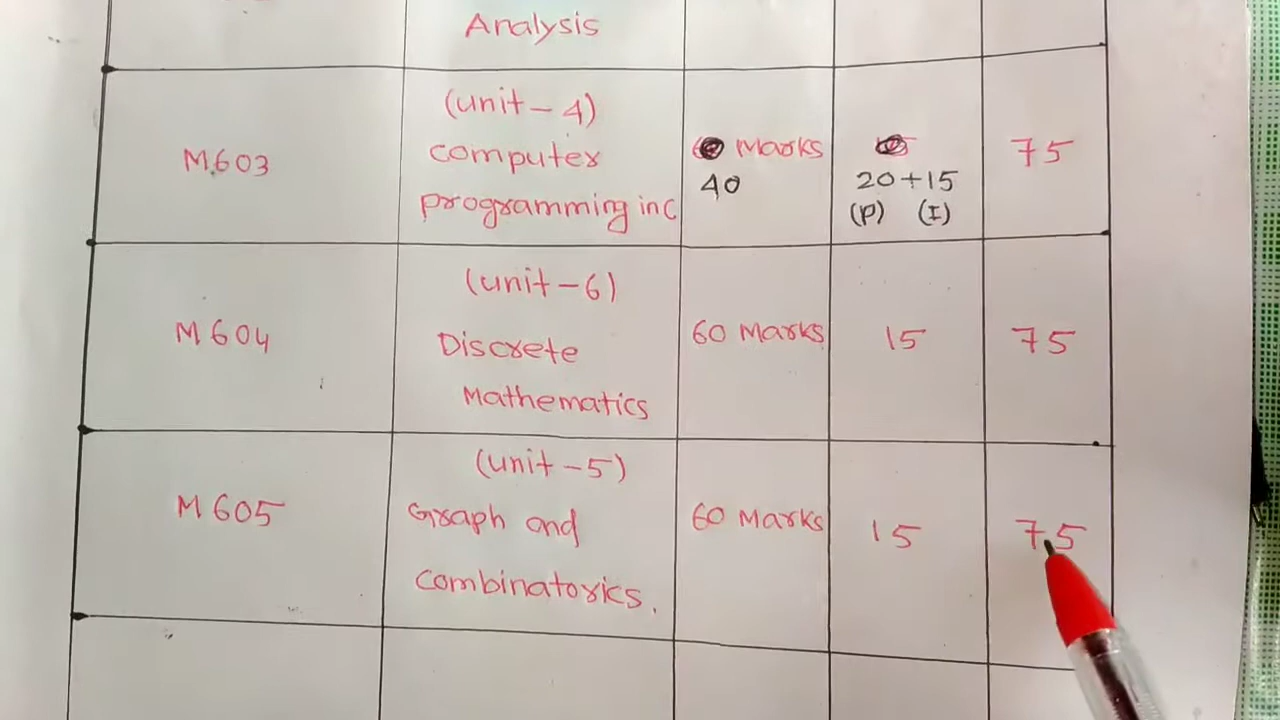 Analysis
M603
(unit - 4)
computer
programming in C
Marks
40
20+15
(P) (I)
75
M604
(unit - 6)
Discrete
Mathematics
60 Marks
15
75
M605
(unit - 5)
Graph and
combinatorics.
60 Marks
15
75